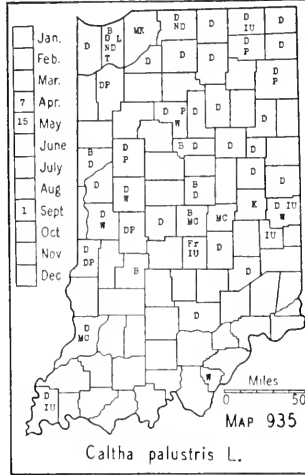 Jan.
Feb.
Mar.
7 Apr.
15 May
June
July
Aug
1 Sept
Oct
Nov
Dec
D
B
D L
ND
T
MK
D
D
ND
D
D
IU
D
D
D
D
D
P
D
DP
D
P
D P
W
D
D
B
D
D
P
B D
D
D
D
W
B
D
K
D
D
W
DP
D
B
MC
MC
D IU
W
IU
D
DP
B
Fr
IU
D
D
D
MC
D
D
IU
W
Miles
0 50
MAP 935
Caltha palustris L.